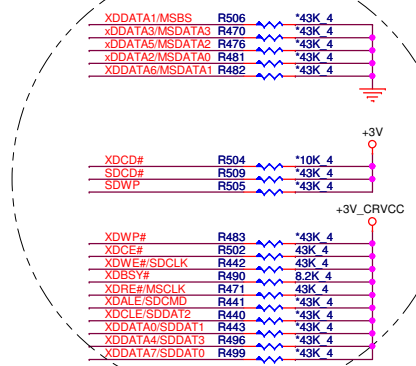 XDDATA1/MSBS R506 *43K_4
xDDATA3/MSDATA3 R470 *43K_4
xDDATA5/MSDATA2 R476 *43K_4
xDDATA2/MSDATA0 R481 *43K_4
XDDATA6/MSDATA1 R482 *43K_4
+3V
XDCD# R504 *10K_4
SDCD# R509 *43K_4
SDWP R505 *43K_4
+3V_CRVCC
XDWP# R483 *43K_4
XDCE# R502 43K_4
XDWE#/SDCLK R442 *43K_4
XDBSY# R490 8.2K_4
XDRE#/MSCLK R471 43K_4
XDALE/SDCMD R441 *43K_4
XDCLE/SDDAT2 R440 *43K_4
XDDATA0/SDDAT1 R443 *43K_4
XDDATA4/SDDAT3 R496 *43K_4
XDDATA7/SDDAT0 R499 *43K_4